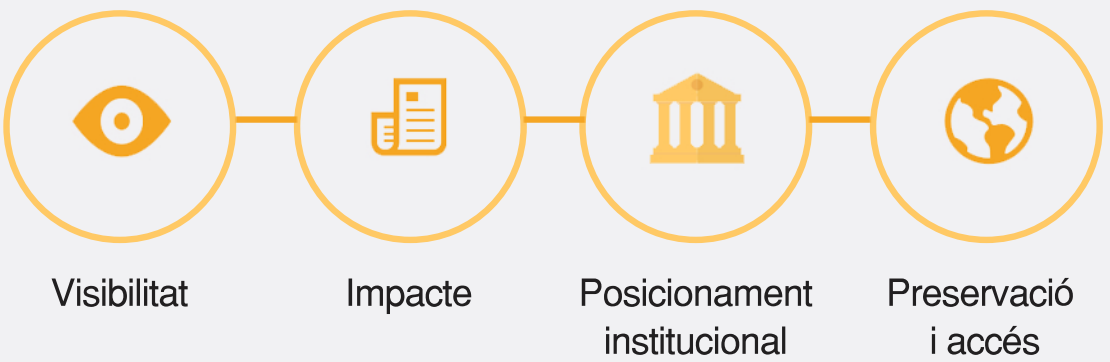 Visibilitat
Impacte
Posicionament
institucional
Preservació
i accés